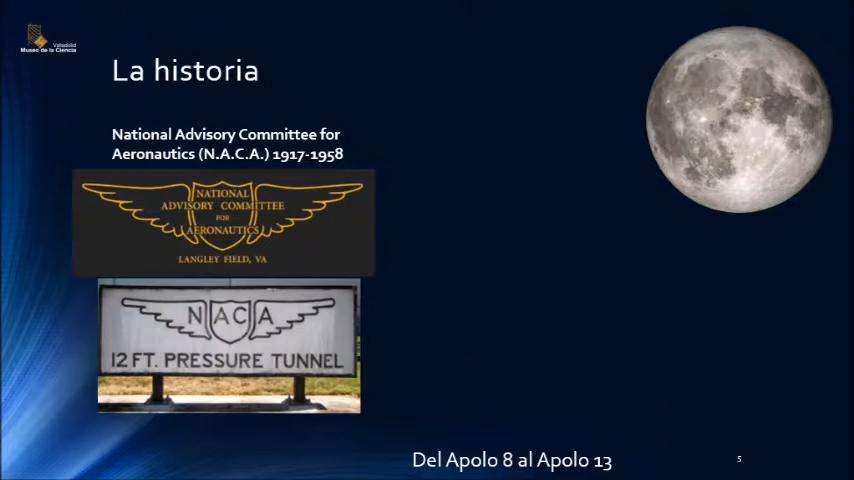 Valladolid
Museo de la Ciencia
La historia
National Advisory Committee for
Aeronautics (N.A.C.A.) 1917-1958
NATIONAL
ADVISORY COMMITTEE
FOR
AERONAUTICS
LANGLEY FIELD, VA
NACA
12 FT. PRESSURE TUNNEL
Del Apolo 8 al Apolo 13
5